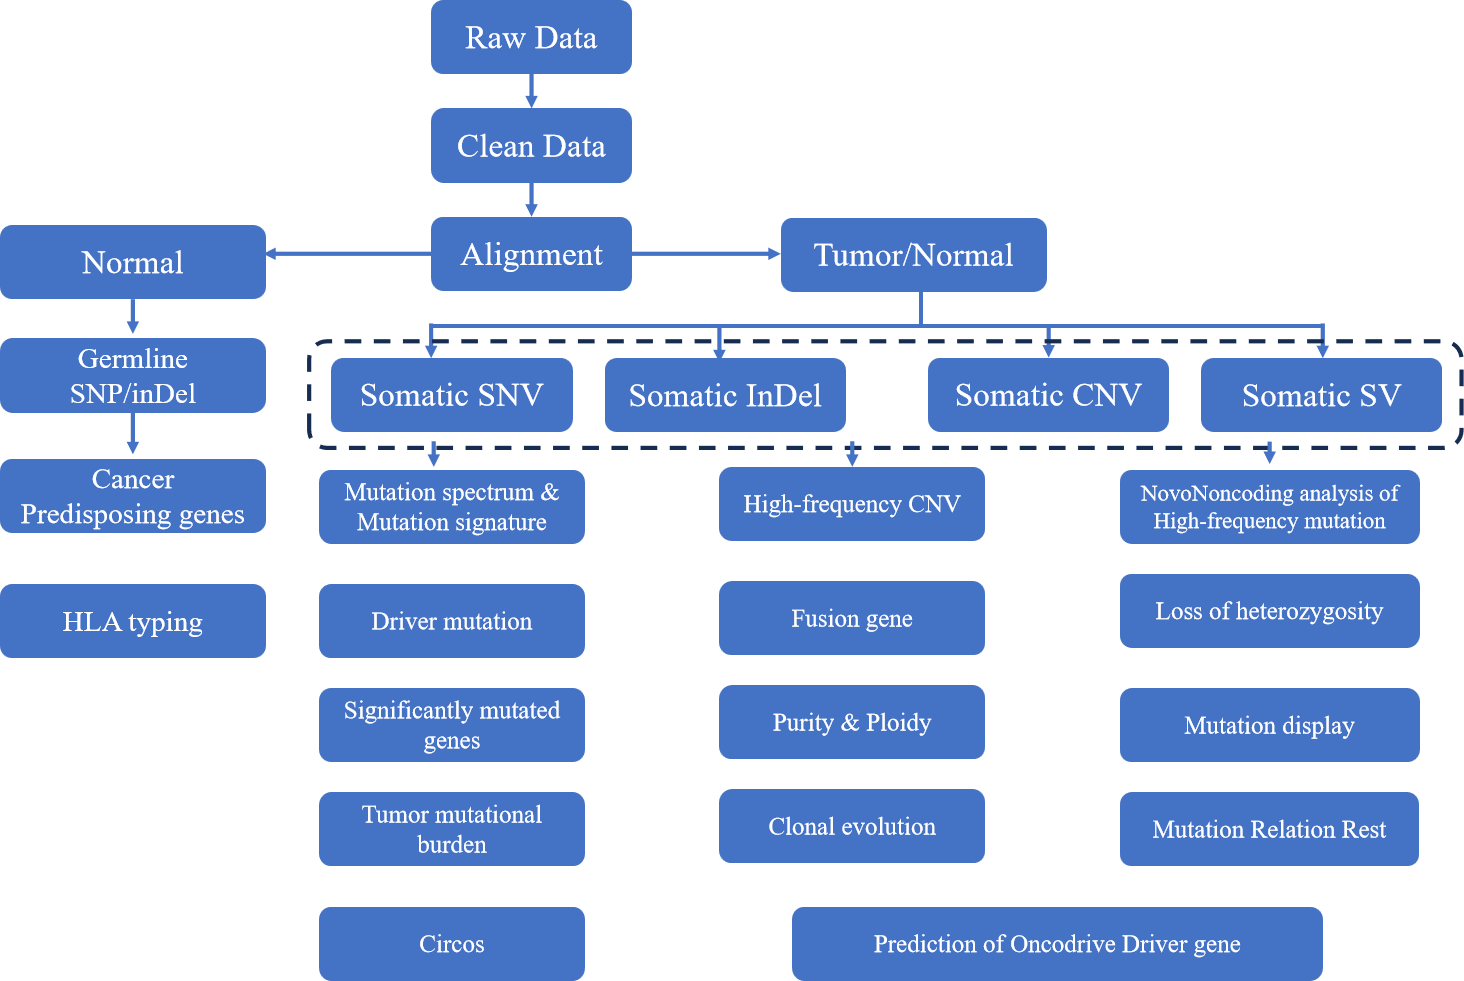 Raw Data
Clean Data
Alignment
Normal
Tumor/Normal
Germline
SNP/inDel
Cancer
Predisposing genes
HLA typing
Somatic SNV
Somatic InDel
Somatic CNV
Somatic SV
Mutation spectrum &
Mutation signature
High-frequency CNV
NovoNoncoding analysis of
High-frequency mutation
Driver mutation
Fusion gene
Loss of heterozygosity
Significantly mutated
genes
Purity & Ploidy
Mutation display
Tumor mutational
burden
Clonal evolution
Mutation Relation Rest
Circos
Prediction of Oncodrive Driver gene